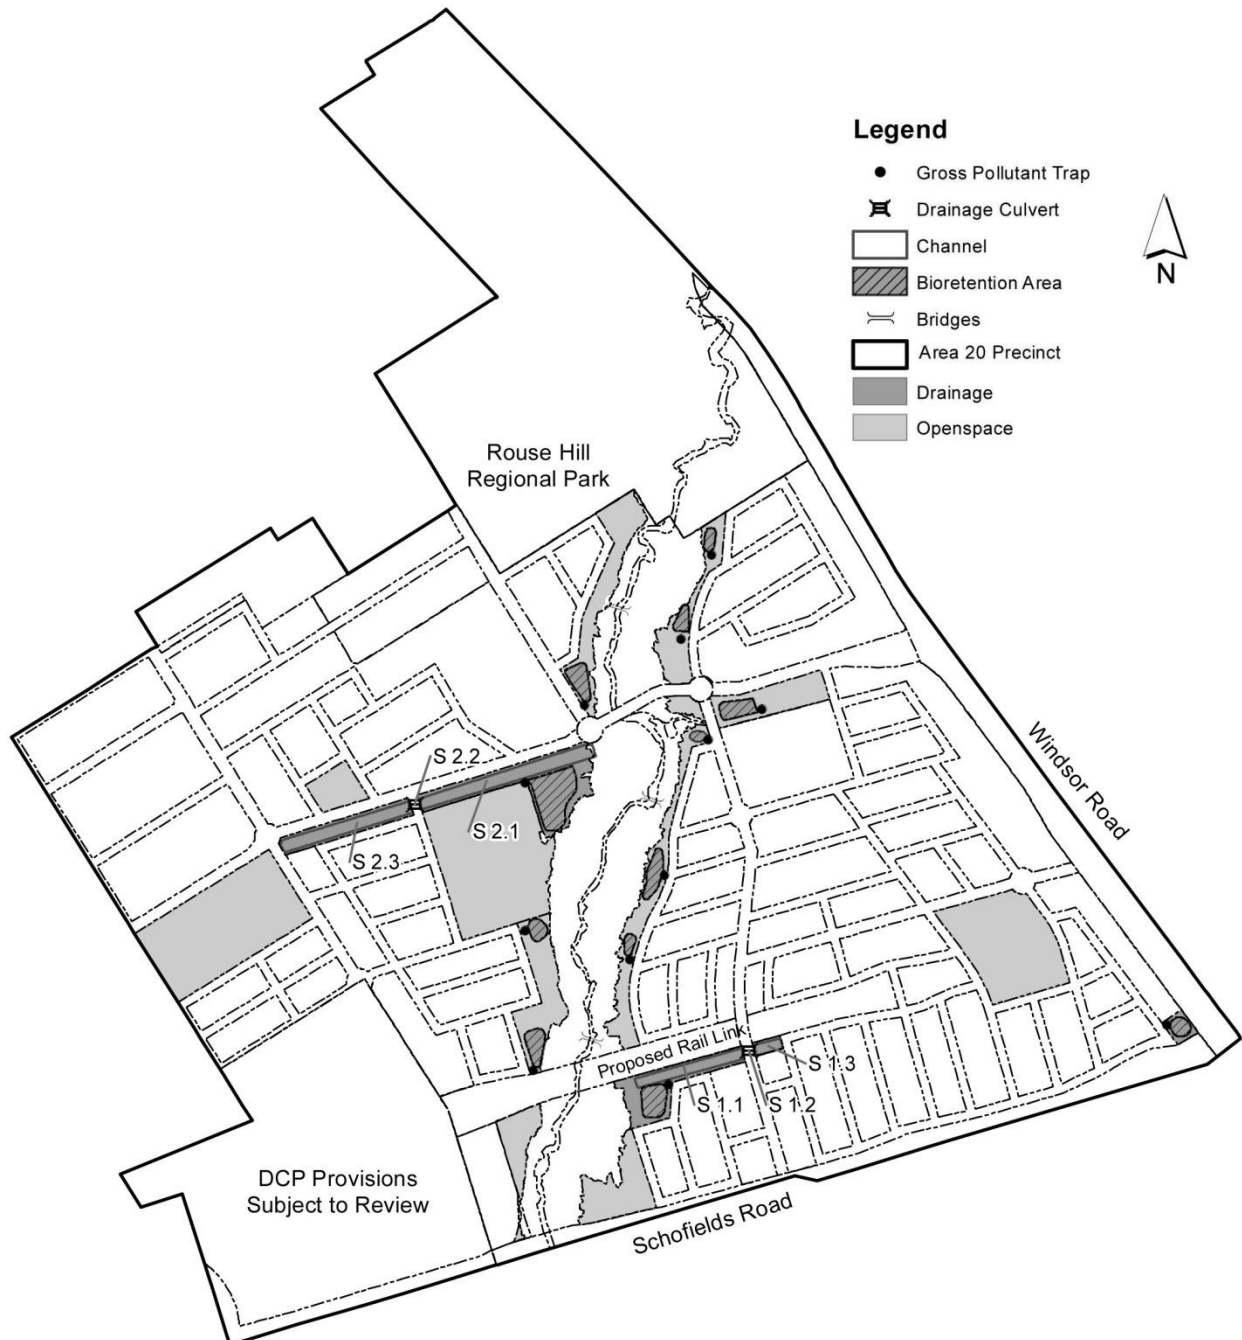 Legend
Gross Pollutant Trap
Drainage Culvert
Channel
Bioretention Area
Bridges
Area 20 Precinct
Drainage
Openspace
N
Rouse Hill
Regional Park
Windsor Road
S 2.2
S 2.1
S 2.3
Proposed Rail Link
S 1.3
S 1.1
S 1.2
DCP Provisions
Subject to Review
Schofields Road